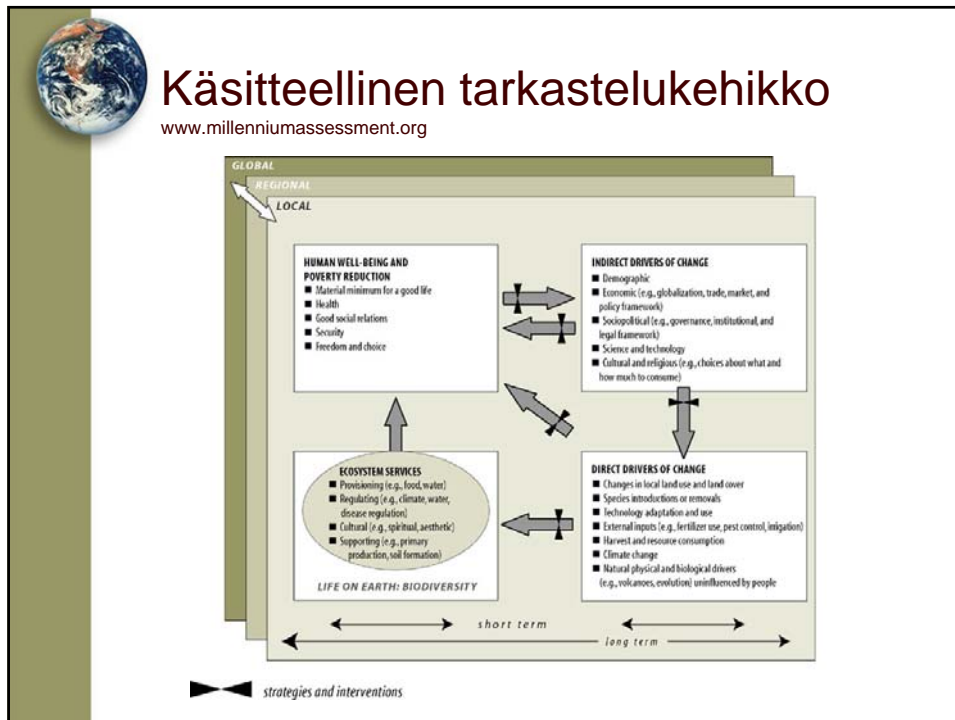 Käsitteellinen tarkastelukehikko
www.millenniumassessment.org
GLOBAL
REGIONAL
LOCAL
HUMAN WELL-BEING AND
POVERTY REDUCTION
■ Material minimum for a good life
■ Health
■ Good social relations
■ Security
■ Freedom and choice
INDIRECT DRIVERS OF CHANGE
■ Demographic
■ Economic (e.g., globalization, trade, market, and
policy framework)
■ Sociopolitical (e.g., governance, institutional, and
legal framework)
■ Science and technology
■ Cultural and religious (e.g., choices about what and
how much to consume)
ECOSYSTEM SERVICES
■ Provisioning (e.g., food, water)
■ Regulating (e.g., climate, water,
disease regulation)
■ Cultural (e.g., spiritual, aesthetic)
■ Supporting (e.g., primary
production, soil formation)
LIFE ON EARTH: BIODIVERSITY
DIRECT DRIVERS OF CHANGE
■ Changes in local land use and land cover
■ Species introductions or removals
■ Technology adaptation and use
■ External inputs (e.g., fertilizer use, pest control, irrigation)
■ Harvest and resource consumption
■ Climate change
■ Natural physical and biological drivers
(e.g., volcanoes, evolution) uninfluenced by people
short term
long term
strategies and interventions